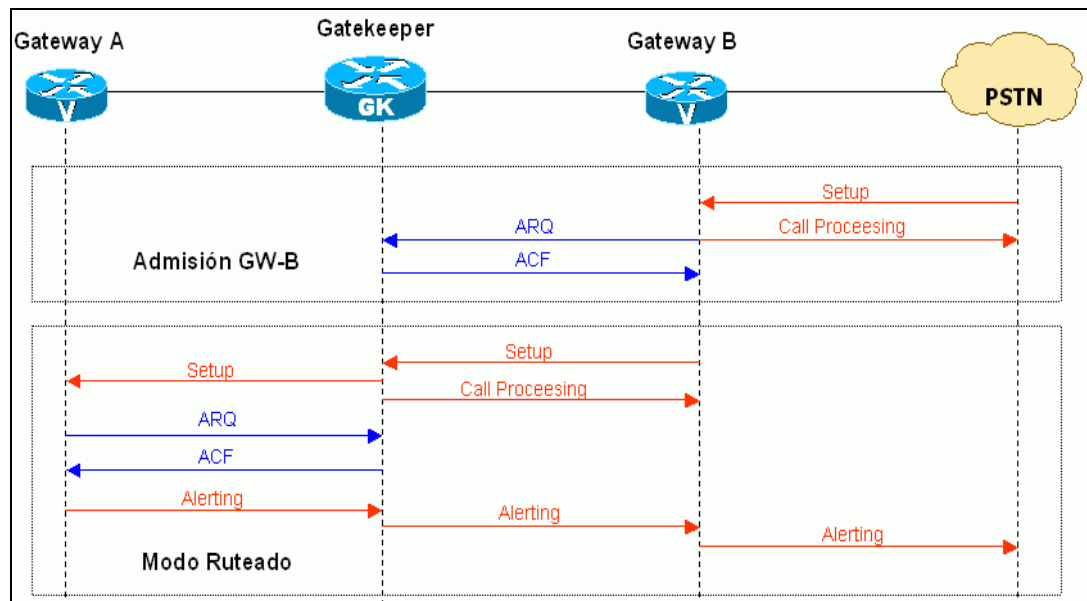 Gateway A
Gatekeeper
Gateway B
V
GK
V
PSTN
Setup
ARQ
Call Proceesing
Admisión GW-B
ACF
Setup
Setup
Call Proceesing
ARQ
ACF
Alerting
Alerting
Alerting
Modo Ruteado